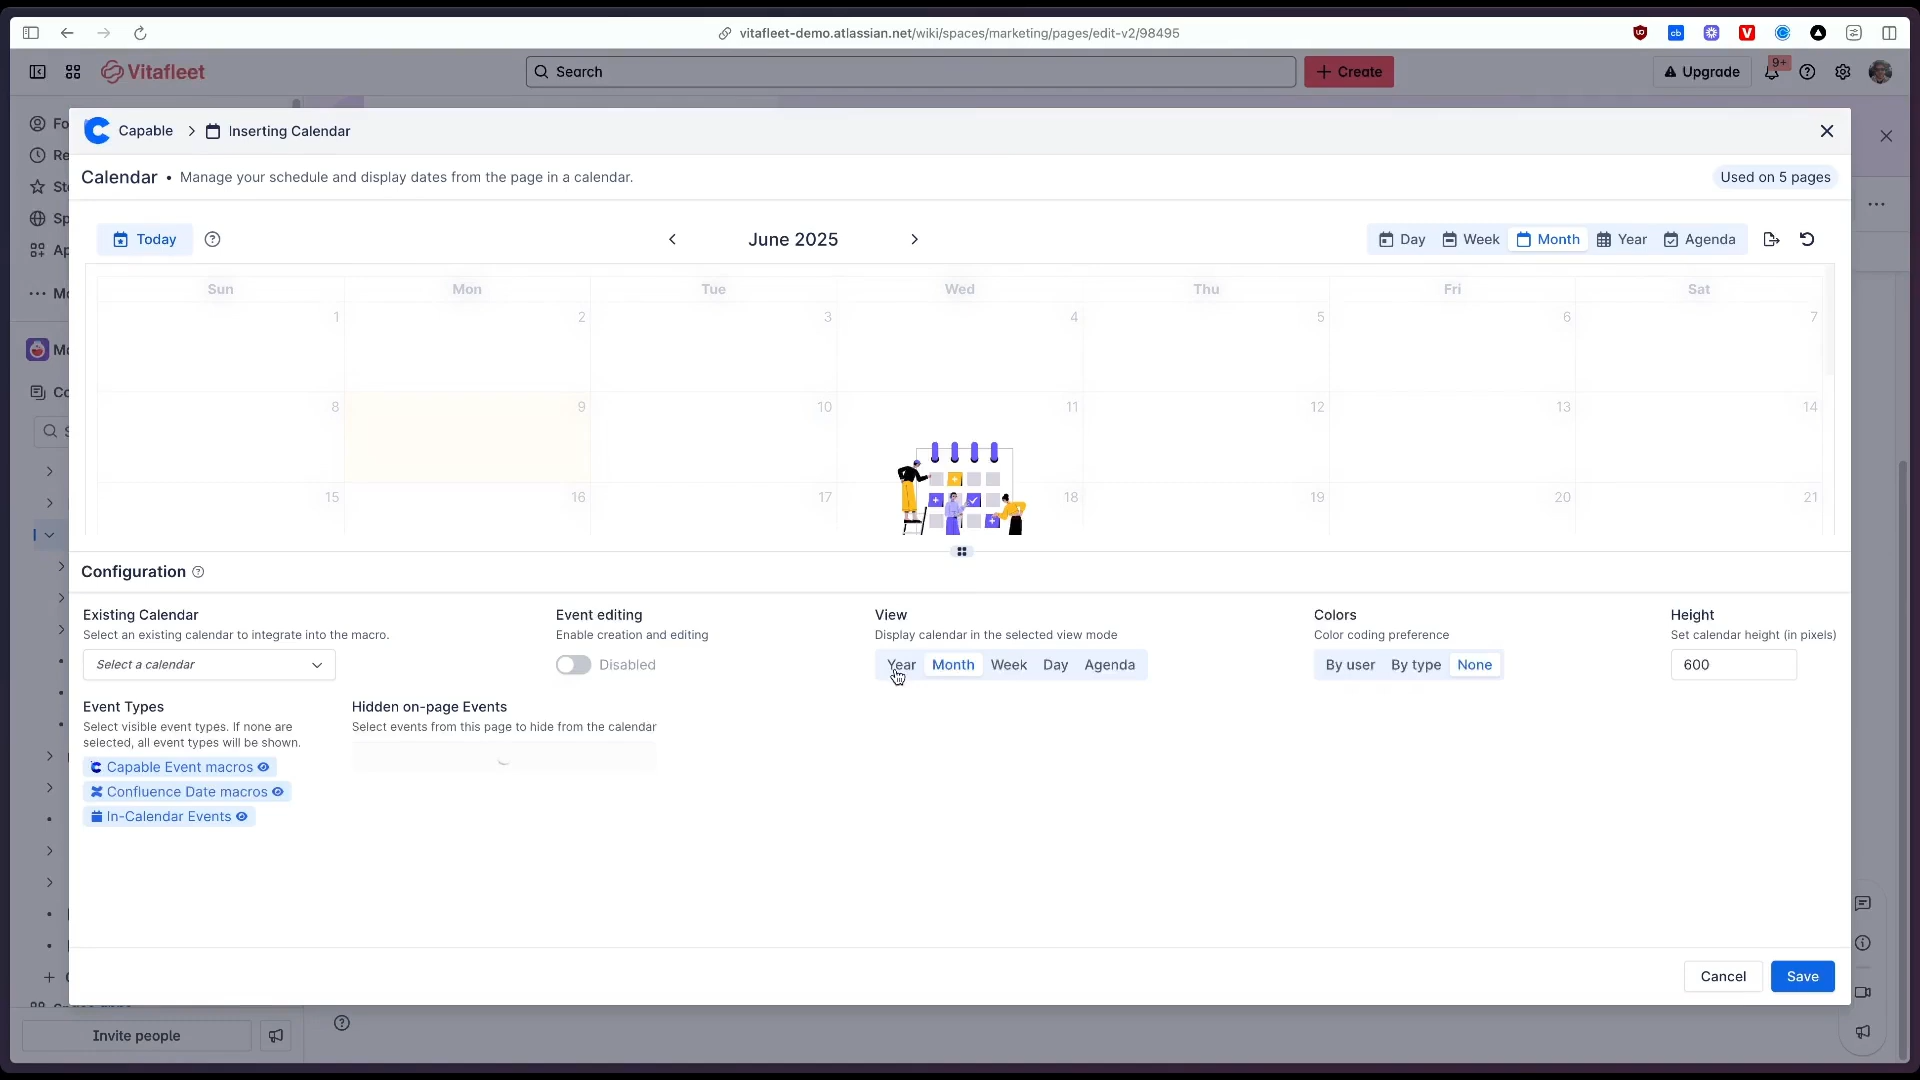 vitafleet-demo.atlassian.net/wiki/spaces/marketing/pages/edit-v2/98495
Vitafleet
Search
Create
Upgrade
9+
Capable
Inserting Calendar
Calendar • Manage your schedule and display dates from the page in a calendar.
Used on 5 pages
Today
June 2025
Day Week Month Year Agenda
Sun Mon Tue Wed Thu Fri Sat
1 2 3 4 5 6 7
8 9 10 11 12 13 14
15 16 17 18 19 20 21
Configuration
Existing Calendar
Select an existing calendar to integrate into the macro.
Select a calendar
Event editing
Enable creation and editing
Disabled
View
Display calendar in the selected view mode
Year Month Week Day Agenda
Colors
Color coding preference
By user By type None
Height
Set calendar height (in pixels)
600
Event Types
Select visible event types. If none are
selected, all event types will be shown.
Capable Event macros
Confluence Date macros
In-Calendar Events
Hidden on-page Events
Select events from this page to hide from the calendar
Cancel
Save
Invite people